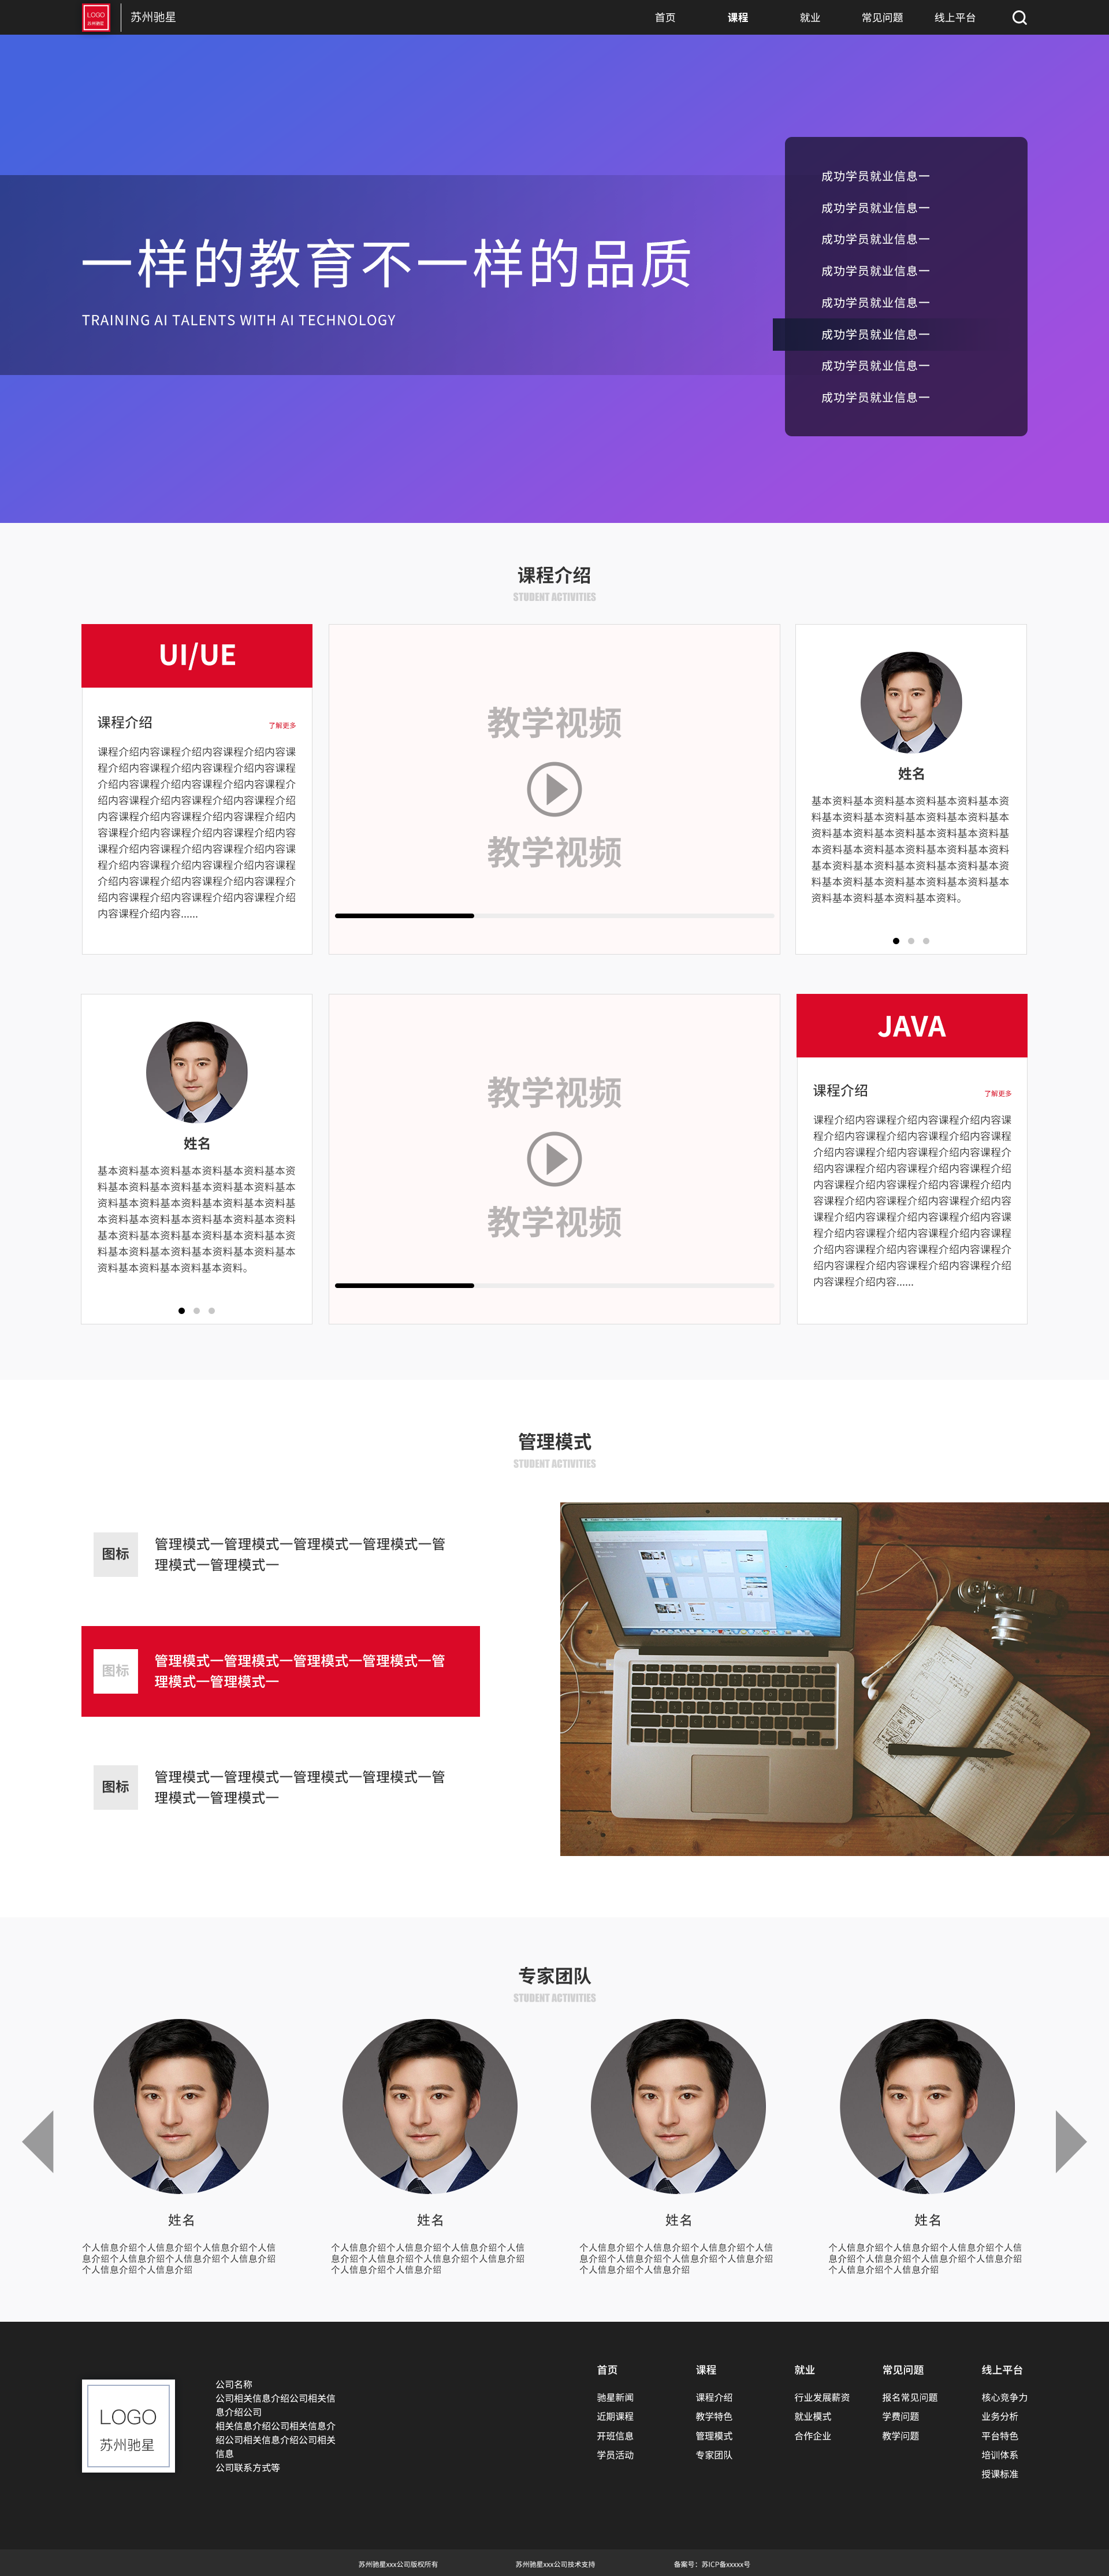 LOGO
苏州驰星
苏州驰星
首页 课程 就业 常见问题 线上平台
成功学员就业信息一
成功学员就业信息一
成功学员就业信息一
成功学员就业信息一
成功学员就业信息一
成功学员就业信息一
成功学员就业信息一
成功学员就业信息一
一样的教育不一样的品质
TRAINING AI TALENTS WITH AI TECHNOLOGY
课程介绍
STUDENT ACTIVITIES
UI/UE
课程介绍 了解更多
课程介绍内容课程介绍内容课程介绍内容课
程介绍内容课程介绍内容课程介绍内容课程
介绍内容课程介绍内容课程介绍内容课程介
绍内容课程介绍内容课程介绍内容课程介绍
内容课程介绍内容课程介绍内容课程介绍内
容课程介绍内容课程介绍内容课程介绍内容
课程介绍内容课程介绍内容课程介绍内容课
程介绍内容课程介绍内容课程介绍内容课程
介绍内容课程介绍内容课程介绍内容课程介
绍内容课程介绍内容课程介绍内容课程介绍
内容课程介绍内容......
教学视频
教学视频
姓名
基本资料基本资料基本资料基本资料基本资
料基本资料基本资料基本资料基本资料基本
资料基本资料基本资料基本资料基本资料基
本资料基本资料基本资料基本资料基本资料
基本资料基本资料基本资料基本资料基本资
料基本资料基本资料基本资料基本资料基本
资料基本资料基本资料基本资料。
姓名
基本资料基本资料基本资料基本资料基本资
料基本资料基本资料基本资料基本资料基本
资料基本资料基本资料基本资料基本资料基
本资料基本资料基本资料基本资料基本资料
基本资料基本资料基本资料基本资料基本资
料基本资料基本资料基本资料基本资料基本
资料基本资料基本资料基本资料。
教学视频
教学视频
JAVA
课程介绍 了解更多
课程介绍内容课程介绍内容课程介绍内容课
程介绍内容课程介绍内容课程介绍内容课程
介绍内容课程介绍内容课程介绍内容课程介
绍内容课程介绍内容课程介绍内容课程介绍
内容课程介绍内容课程介绍内容课程介绍内
容课程介绍内容课程介绍内容课程介绍内容
课程介绍内容课程介绍内容课程介绍内容课
程介绍内容课程介绍内容课程介绍内容课程
介绍内容课程介绍内容课程介绍内容课程介
绍内容课程介绍内容课程介绍内容课程介绍
内容课程介绍内容......
管理模式
STUDENT ACTIVITIES
图标
管理模式一管理模式一管理模式一管理模式一管
理模式一管理模式一
图标
管理模式一管理模式一管理模式一管理模式一管
理模式一管理模式一
图标
管理模式一管理模式一管理模式一管理模式一管
理模式一管理模式一
专家团队
STUDENT ACTIVITIES
姓名
个人信息介绍个人信息介绍个人信息介绍个人信
息介绍个人信息介绍个人信息介绍个人信息介绍
个人信息介绍个人信息介绍
姓名
个人信息介绍个人信息介绍个人信息介绍个人信
息介绍个人信息介绍个人信息介绍个人信息介绍
个人信息介绍个人信息介绍
姓名
个人信息介绍个人信息介绍个人信息介绍个人信
息介绍个人信息介绍个人信息介绍个人信息介绍
个人信息介绍个人信息介绍
姓名
个人信息介绍个人信息介绍个人信息介绍个人信
息介绍个人信息介绍个人信息介绍个人信息介绍
个人信息介绍个人信息介绍
LOGO
苏州驰星
公司名称
公司相关信息介绍公司相关信
息介绍公司
相关信息介绍公司相关信息介
绍公司相关信息介绍公司相关
信息
公司联系方式等
首页
驰星新闻
近期课程
开班信息
学员活动
课程
课程介绍
教学特色
管理模式
专家团队
就业
行业发展薪资
就业模式
合作企业
常见问题
报名常见问题
学费问题
教学问题
线上平台
核心竞争力
业务分析
平台特色
培训体系
授课标准
苏州驰星xxx公司版权所有 苏州驰星xxx公司技术支持 备案号：苏ICP备xxxxx号